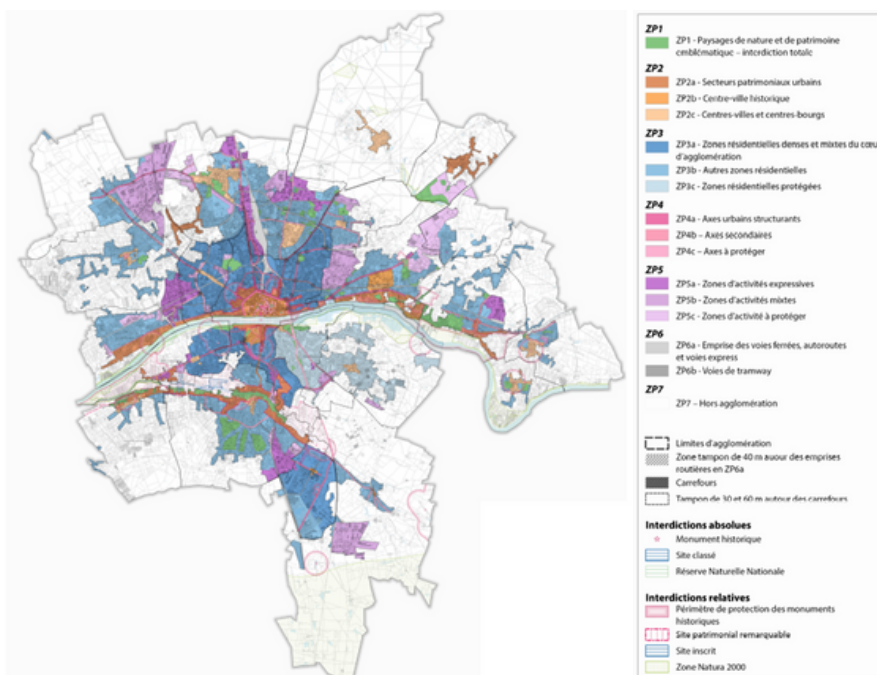 ZP1
ZP1 - Paysages de nature et de patrimoine
emblématique – interdiction totale
ZP2
ZP2a - Secteurs patrimoniaux urbains
ZP2b - Centre-ville historique
ZP2c - Centres-villes et centres-bourgs
ZP3
ZP3a - Zones résidentielles denses et mixtes du cœu
d'agglomération
ZP3b - Autres zones résidentielles
ZP3c - Zones résidentielles protégées
ZP4
ZP4a - Axes urbains structurants
ZP4b – Axes secondaires
ZP4c – Axes à protéger
ZP5
ZP5a - Zones d'activités expressives
ZP5b - Zones d'activités mixtes
ZP5c - Zones d'activité à protéger
ZP6
ZP6a - Emprise des voies ferrées, autoroutes
et voies express
ZP6b - Voies de tramway
ZP7
ZP7 – Hors agglomération
Limites d'agglomération
Zone tampon de 40 m auour des emprises
routières en ZP6a
Carrefours
Tampon de 30 et 60 m autour des carrefours
Interdictions absolues
Monument historique
Site classé
Réserve Naturelle Nationale
Interdictions relatives
Périmètre de protection des monuments
historiques
Site patrimonial remarquable
Site inscrit
Zone Natura 2000